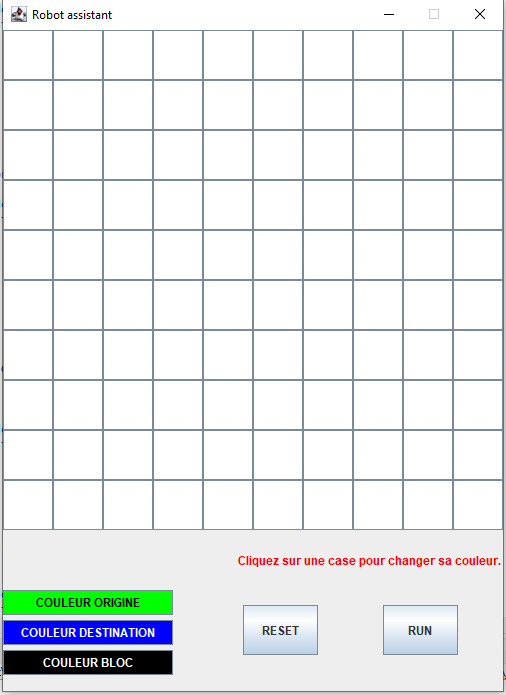 Robot assistant
Cliquez sur une case pour changer sa couleur.
COULEUR ORIGINE
COULEUR DESTINATION
COULEUR BLOC
RESET
RUN